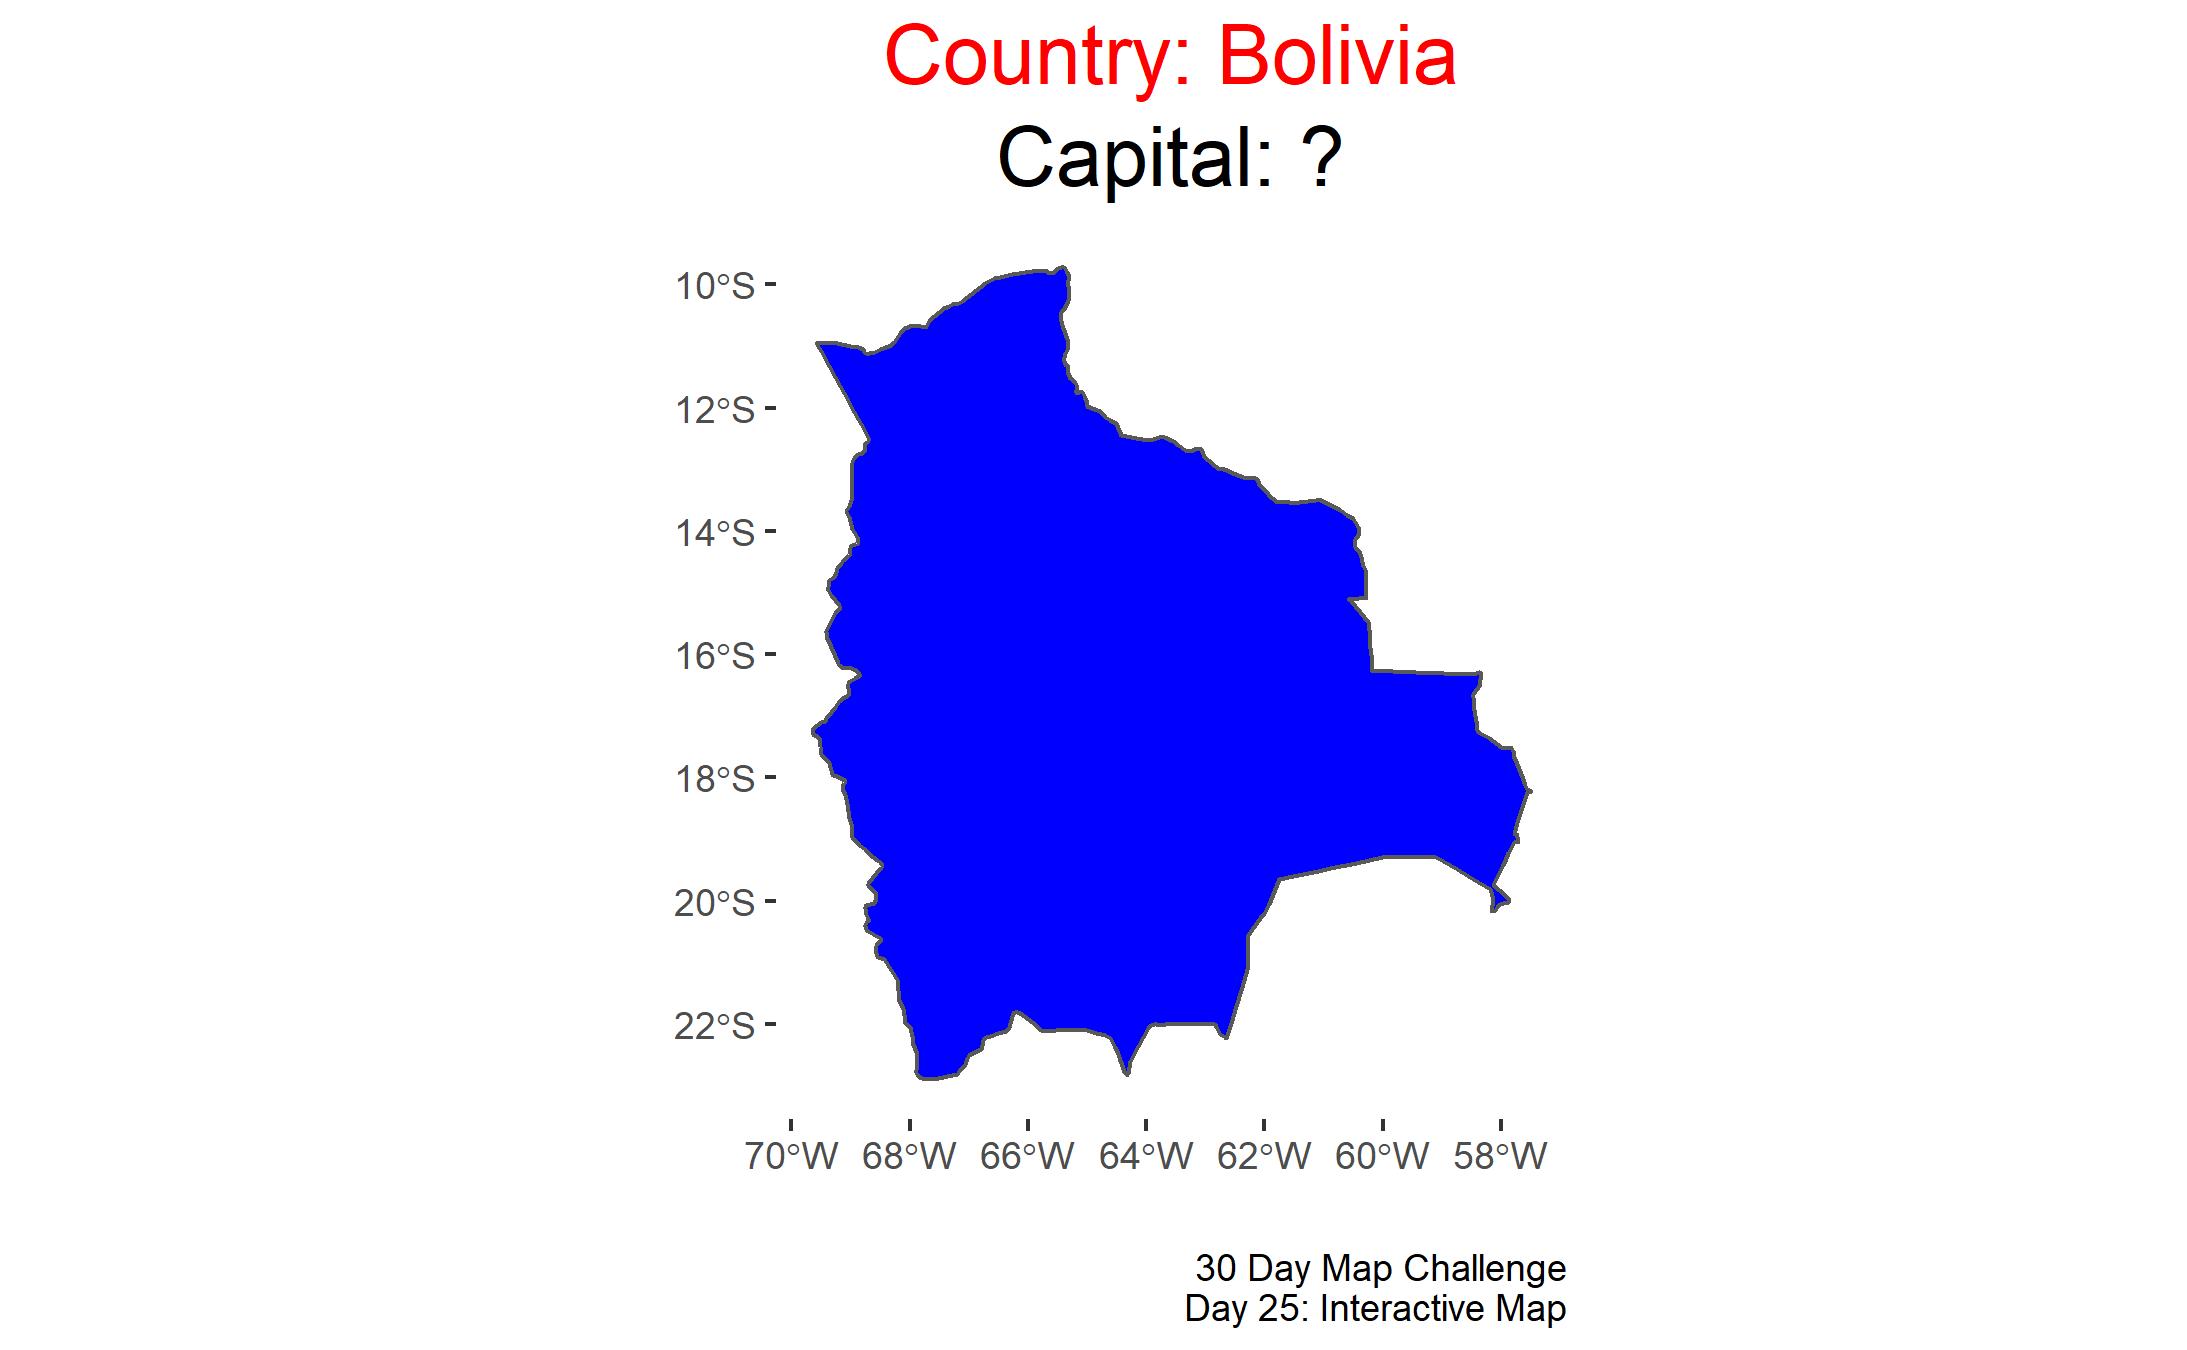 Country: Bolivia
Capital: ?
10°S
12°S
14°S
16°S
18°S
20°S
22°S
70°W 68°W 66°W 64°W 62°W 60°W 58°W
30 Day Map Challenge
Day 25: Interactive Map